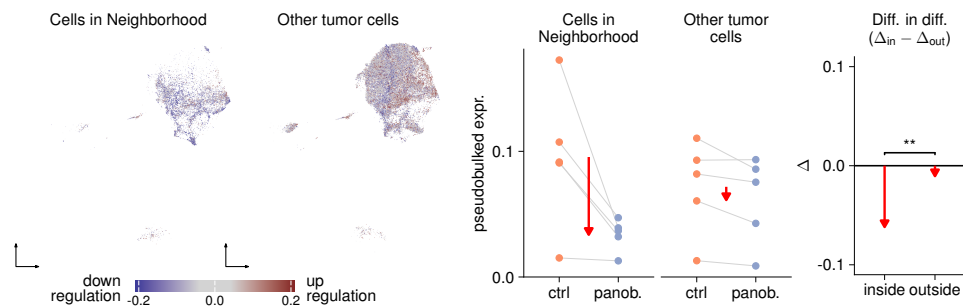 Cells in Neighborhood
Other tumor cells
down
regulation
-0.2
0.0
0.2
up
regulation
Cells in
Neighborhood
Other tumor
cells
pseudobulked expr.
0.1
0.0
ctrl
panob.
ctrl
panob.
Diff. in diff.
(Δin − Δout)
Δ
0.1
0.0
-0.1
**
inside outside